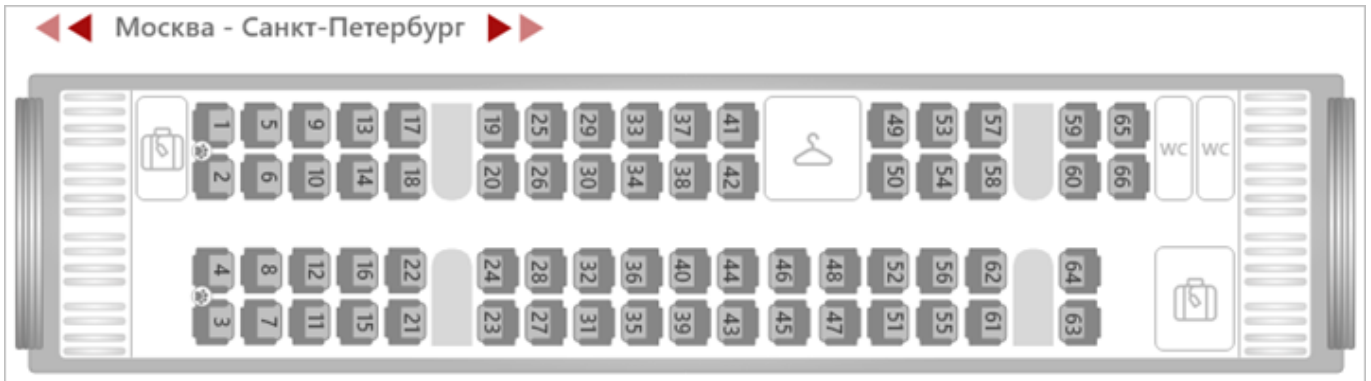 Москва - Санкт-Петербург
1 5 9 13 17 19 25 29 33 37 41 49 53 57 59 65 WC WC
2 6 10 14 18 20 26 30 34 38 42 50 54 58 60 66
4 8 12 16 22 24 28 32 36 40 44 46 48 52 56 62 64
3 7 11 15 21 23 27 31 35 39 43 45 47 51 55 61 63